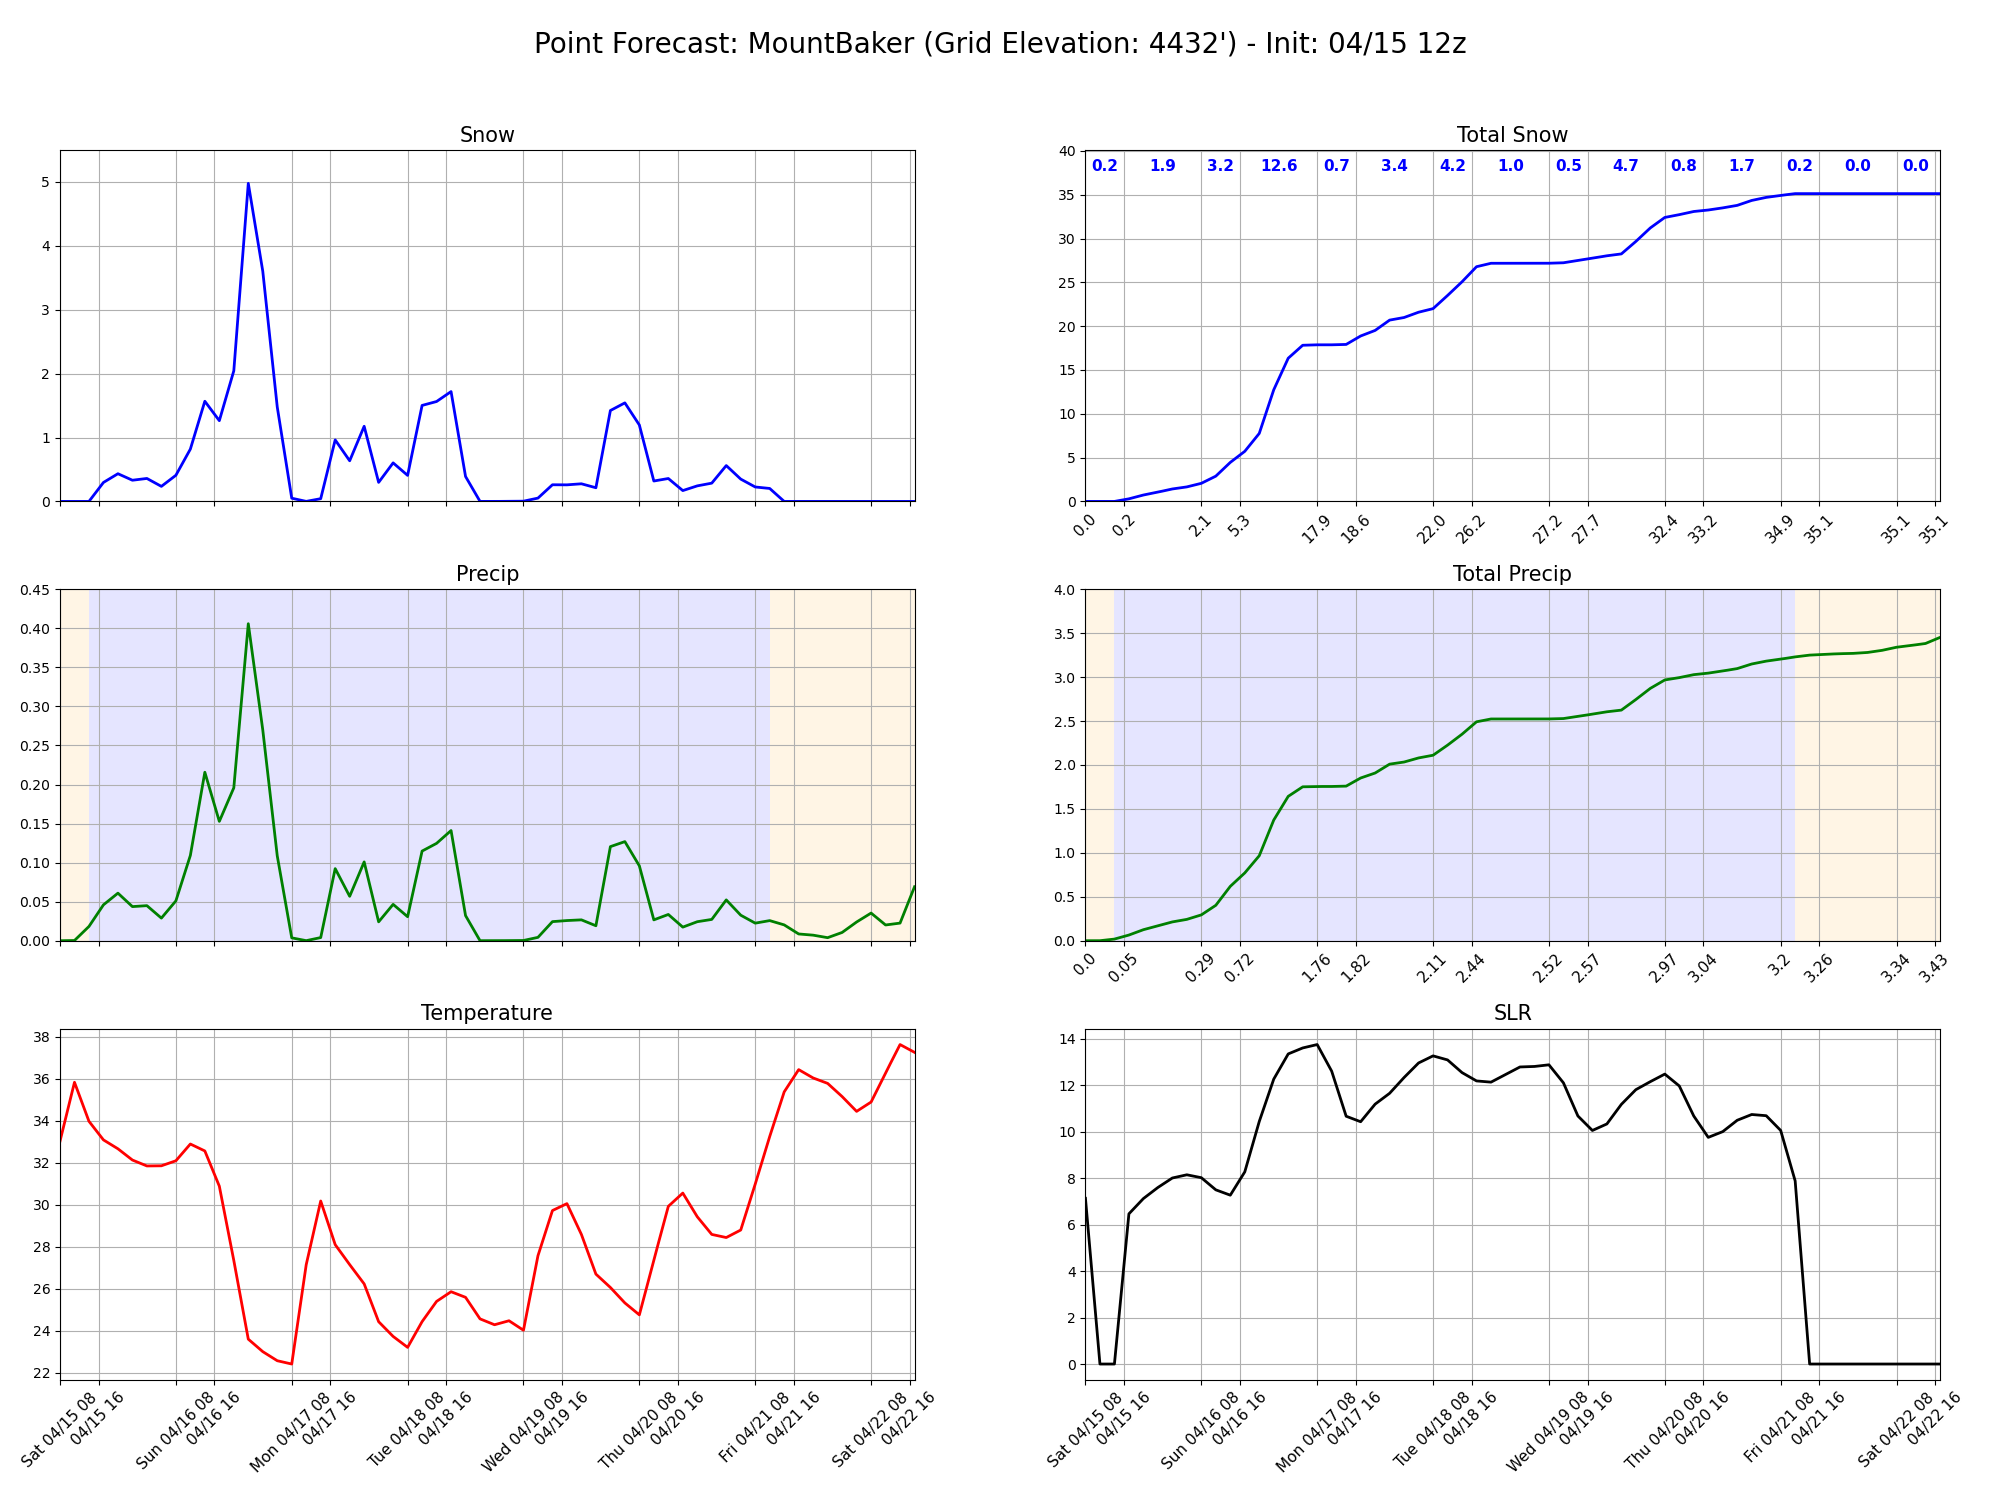 Point Forecast: MountBaker (Grid Elevation: 4432') - Init: 04/15 12z
Snow
5
4
3
2
1
0
Total Snow
0.2 1.9 3.2 12.6 0.7 3.4 4.2 1.0 0.5 4.7 0.8 1.7 0.2 0.0 0.0
40
35
30
25
20
15
10
5
0
0.0 0.2 2.1 5.3 17.9 18.6 22.0 26.2 27.2 27.7 32.4 33.2 34.9 35.1 35.1 35.1
Precip
0.45
0.40
0.35
0.30
0.25
0.20
0.15
0.10
0.05
0.00
Total Precip
4.0
3.5
3.0
2.5
2.0
1.5
1.0
0.5
0.0
0.0 0.05 0.29 0.72 1.76 1.82 2.11 2.44 2.52 2.57 2.97 3.04 3.2 3.26 3.34 3.43
Temperature
38
36
34
32
30
28
26
24
22
Sat 04/15 08
04/15 16
Sun 04/16 08
04/16 16
Mon 04/17 08
04/17 16
Tue 04/18 08
04/18 16
Wed 04/19 08
04/19 16
Thu 04/20 08
04/20 16
Fri 04/21 08
04/21 16
Sat 04/22 08
04/22 16
SLR
14
12
10
8
6
4
2
0
Sat 04/15 08
04/15 16
Sun 04/16 08
04/16 16
Mon 04/17 08
04/17 16
Tue 04/18 08
04/18 16
Wed 04/19 08
04/19 16
Thu 04/20 08
04/20 16
Fri 04/21 08
04/21 16
Sat 04/22 08
04/22 16